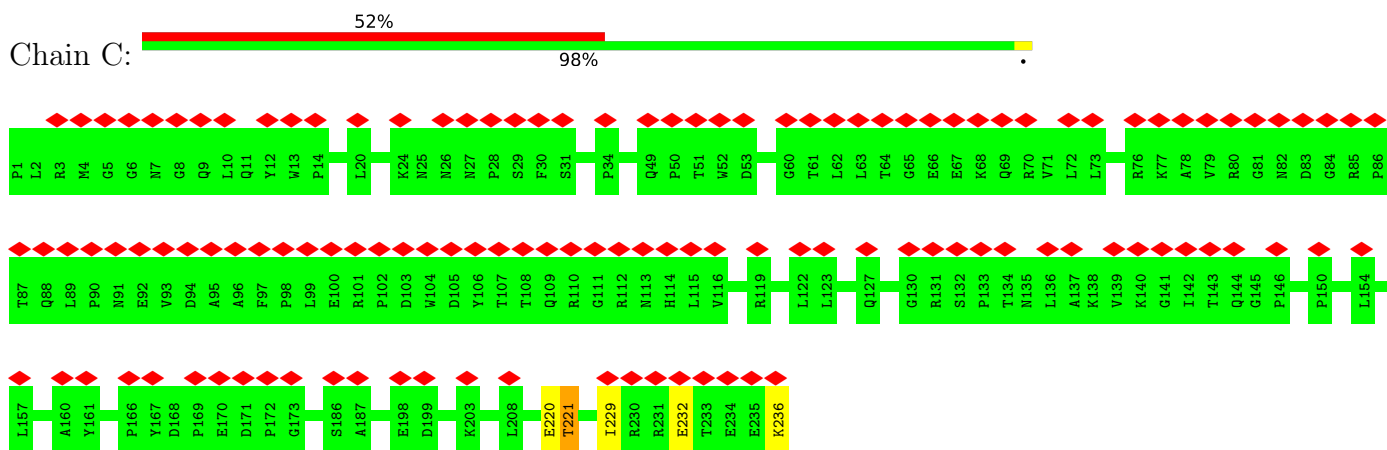 52%
Chain C:
98%
.
P1 L2 R3 M4 G5 G6 N7 G8 Q9 L10 Q11 Y12 W13 P14 L20 K24 N25 N26 N27 P28 S29 F30 S31 P34 Q49 P50 T51 W52 D53 G60 T61 L62 L63 T64 G65 E66 E67 K68 Q69 R70 V71 L72 L73 R76 K77 A78 V79 R80 G81 N82 D83 G84 R85 P86
T87 Q88 L89 P90 N91 E92 V93 D94 A95 A96 F97 P98 L99 E100 R101 P102 D103 W104 D105 Y106 T107 T108 Q109 R110 G111 R112 N113 H114 L115 V116 R119 L122 L123 Q127 G130 R131 S132 P133 T134 N135 L136 A137 K138 V139 K140 G141 I142 T143 Q144 G145 P146 P150 L154
L157 A160 Y161 P166 Y167 D168 P169 E170 D171 P172 G173 S186 A187 E198 D199 K203 L208 E220 T221 I229 R230 R231 E232 T233 E234 E235 K236